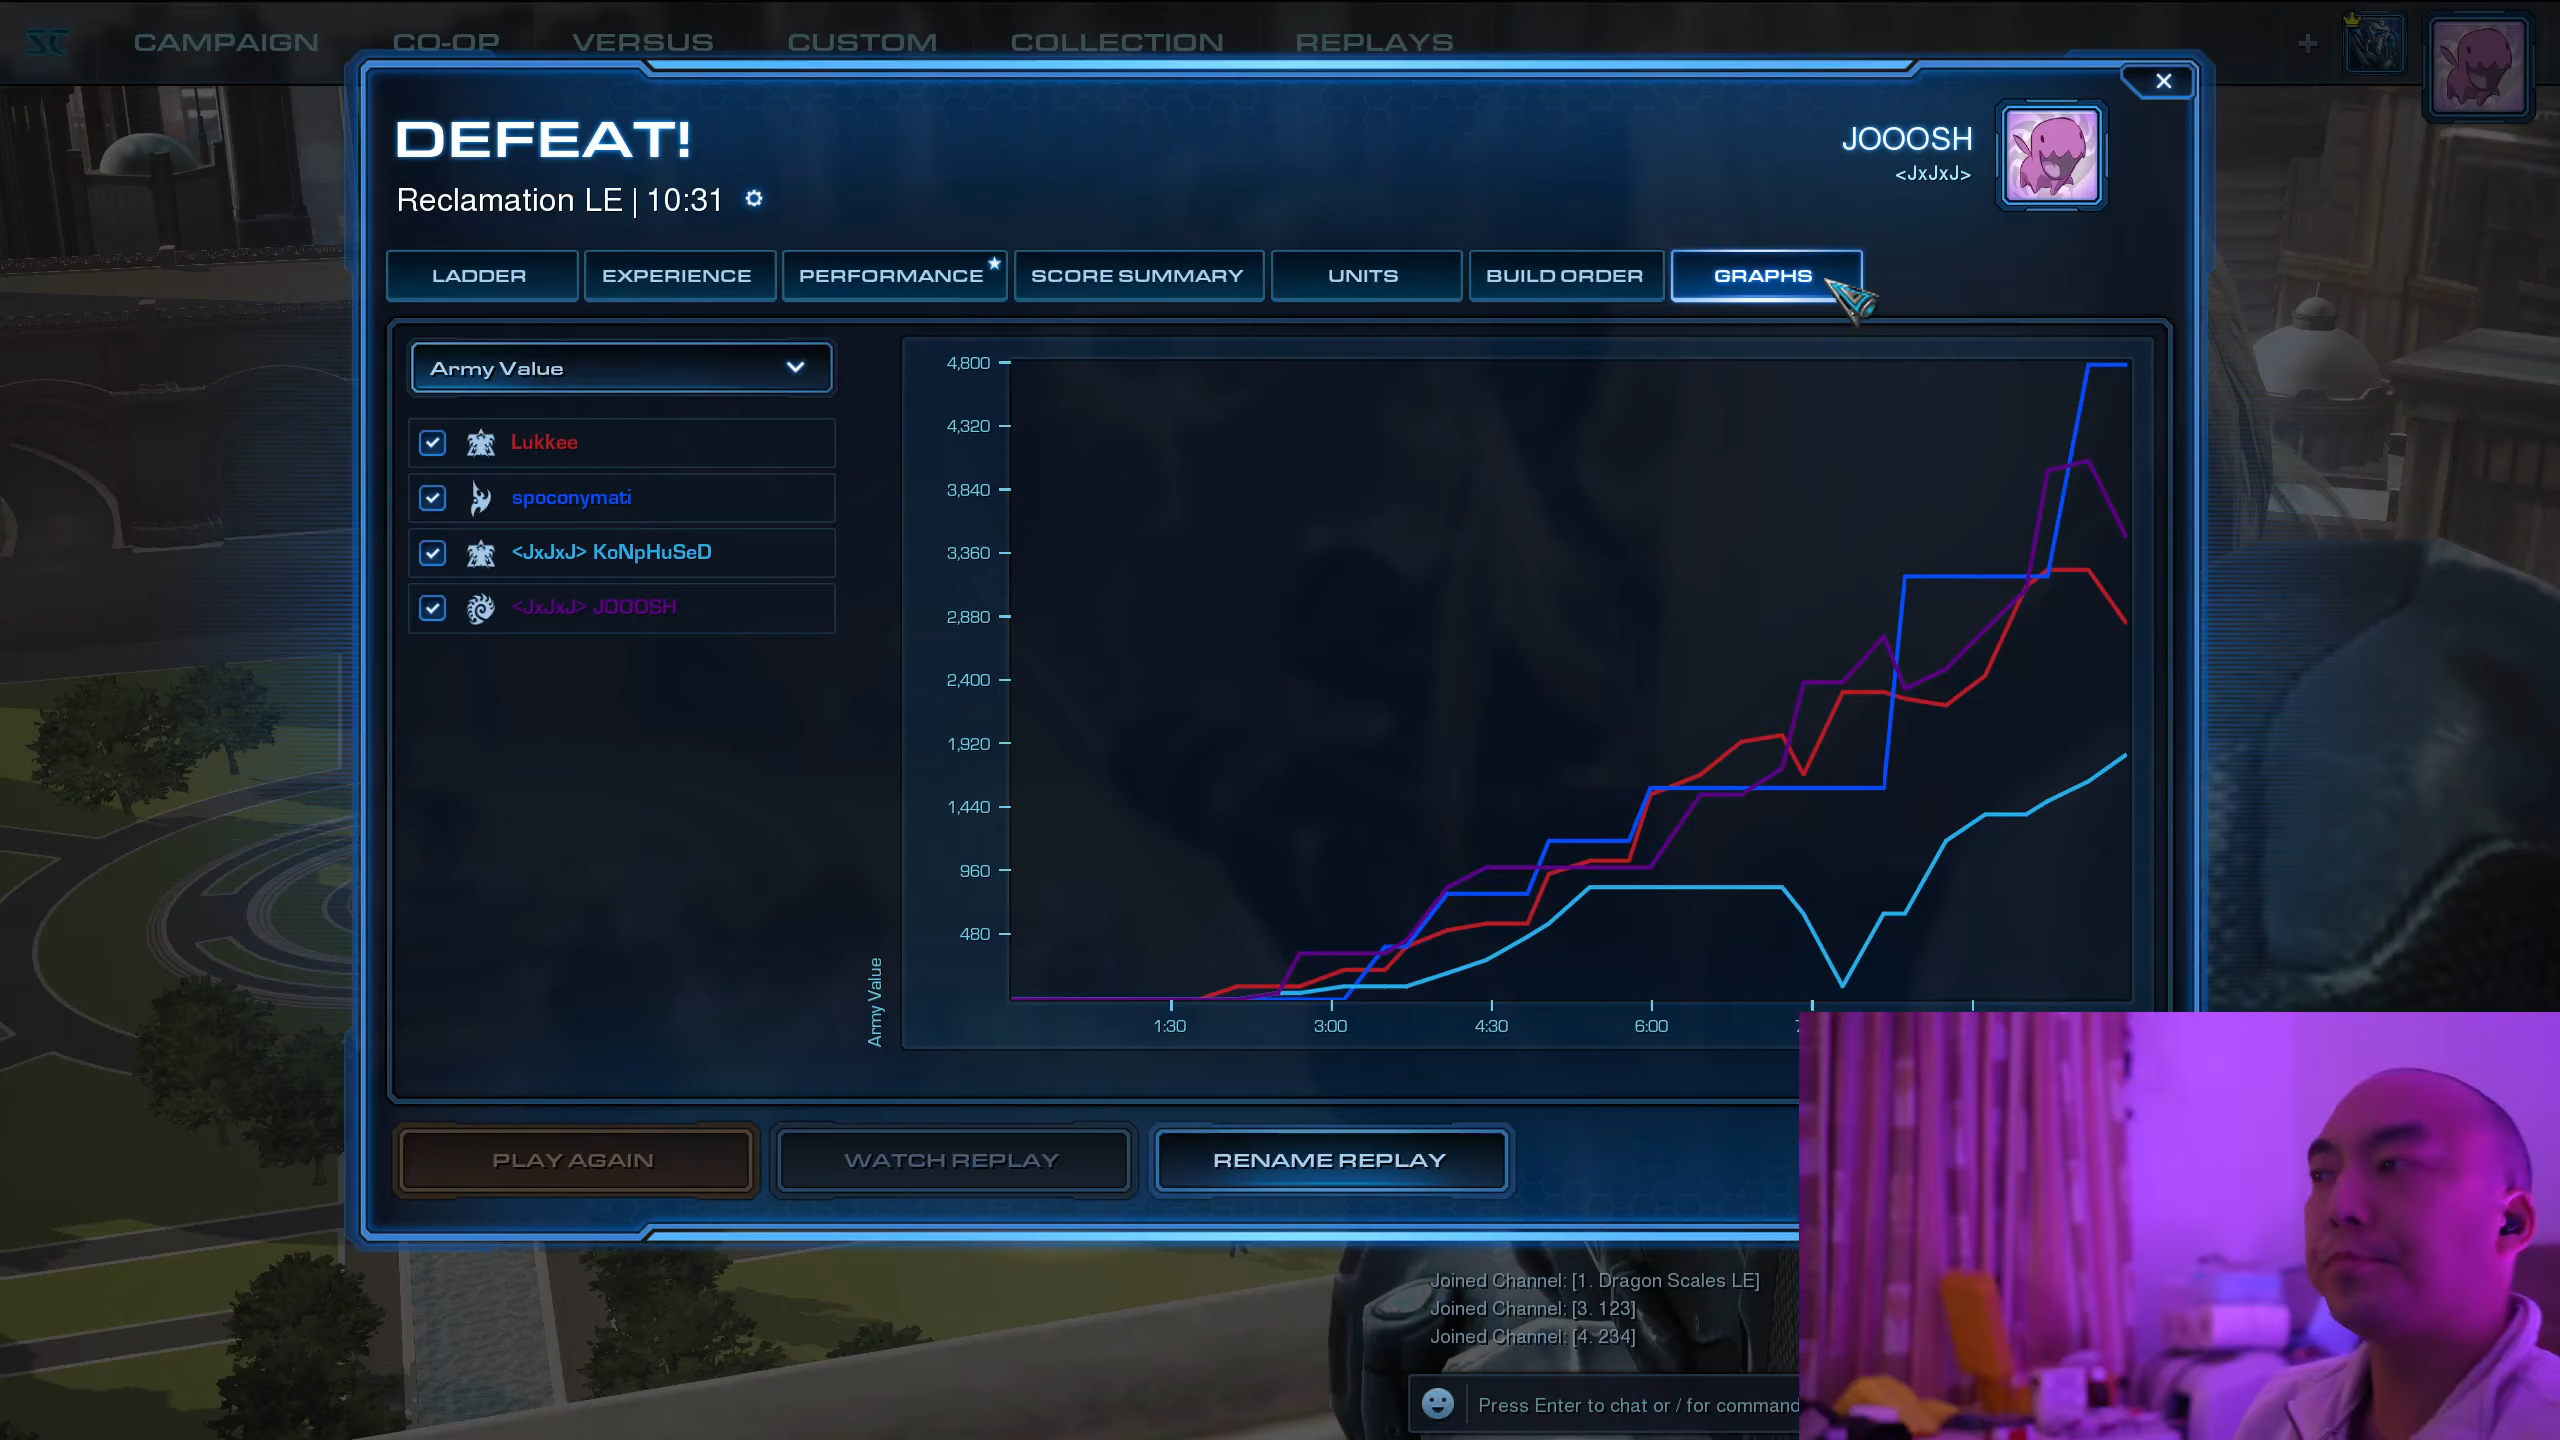 CAMPAIGN CO-OP VERSUS CUSTOM COLLECTION REPLAYS
DEFEAT!
Reclamation LE | 10:31
JOOOSH
<JxJxJ>
LADDER EXPERIENCE PERFORMANCE SCORE SUMMARY UNITS BUILD ORDER GRAPHS
Army Value
Lukkee
spoconymati
<JxJxJ> KoNpHuSeD
<JxJxJ> JOOOSH
4,800
4,320
3,840
3,360
2,880
2,400
1,920
1,440
960
480
Army Value
1:30 3:00 4:30 6:00
PLAY AGAIN WATCH REPLAY RENAME REPLAY
Joined Channel: [1. Dragon Scales LE]
Joined Channel: [3. 123]
Joined Channel: [4. 234]
Press Enter to chat or / for command